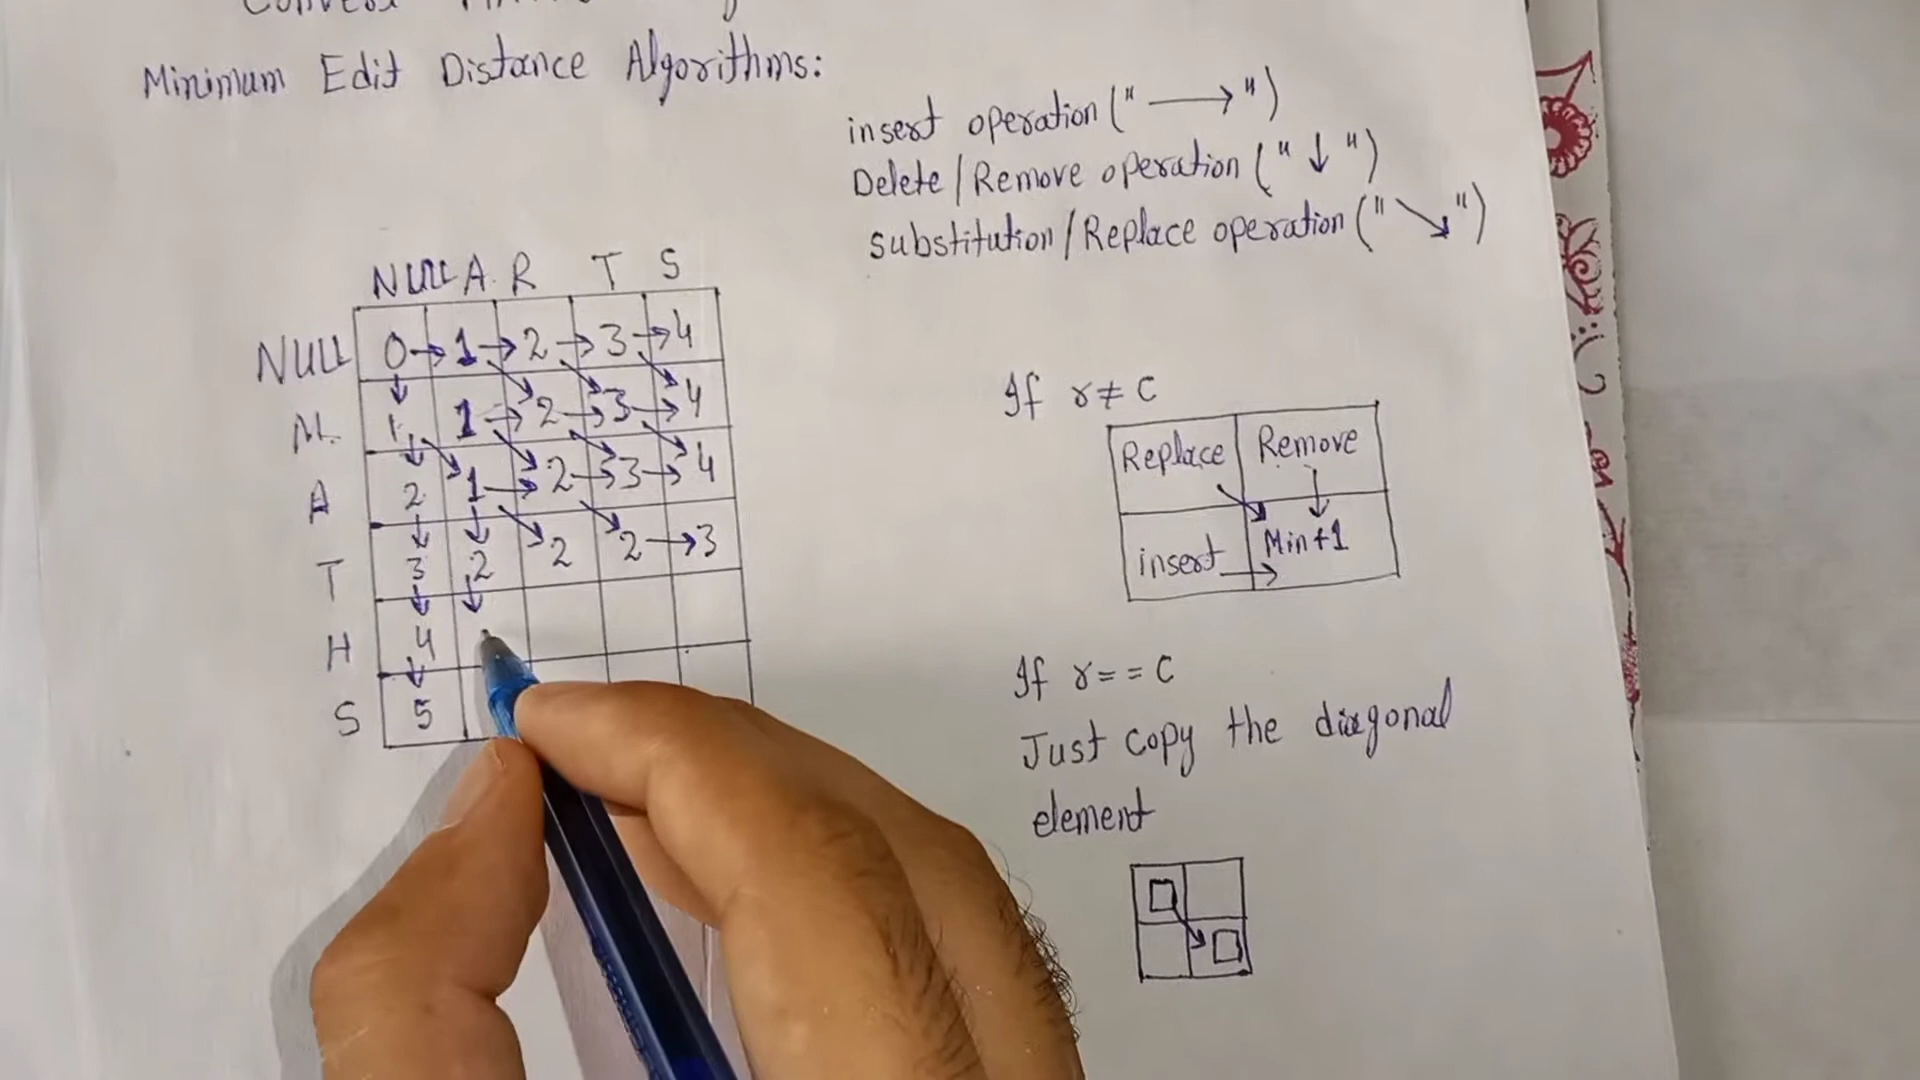 Minimum Edit Distance Algorithms:
insert operation (" → ")
Delete/Remove operation (" ↓ ")
substitution/Replace operation (" ↘ ")
NULL A R T S
NULL 0 → 1 → 2 → 3 → 4
M 1 1 → 2 → 3 → 4
A 2 1 → 2 → 3 → 4
T 3 2 2 2 → 3
H 4
S 5
If r ≠ C
Replace Remove
insert → Min+1
If r == C
Just copy the diagonal
element